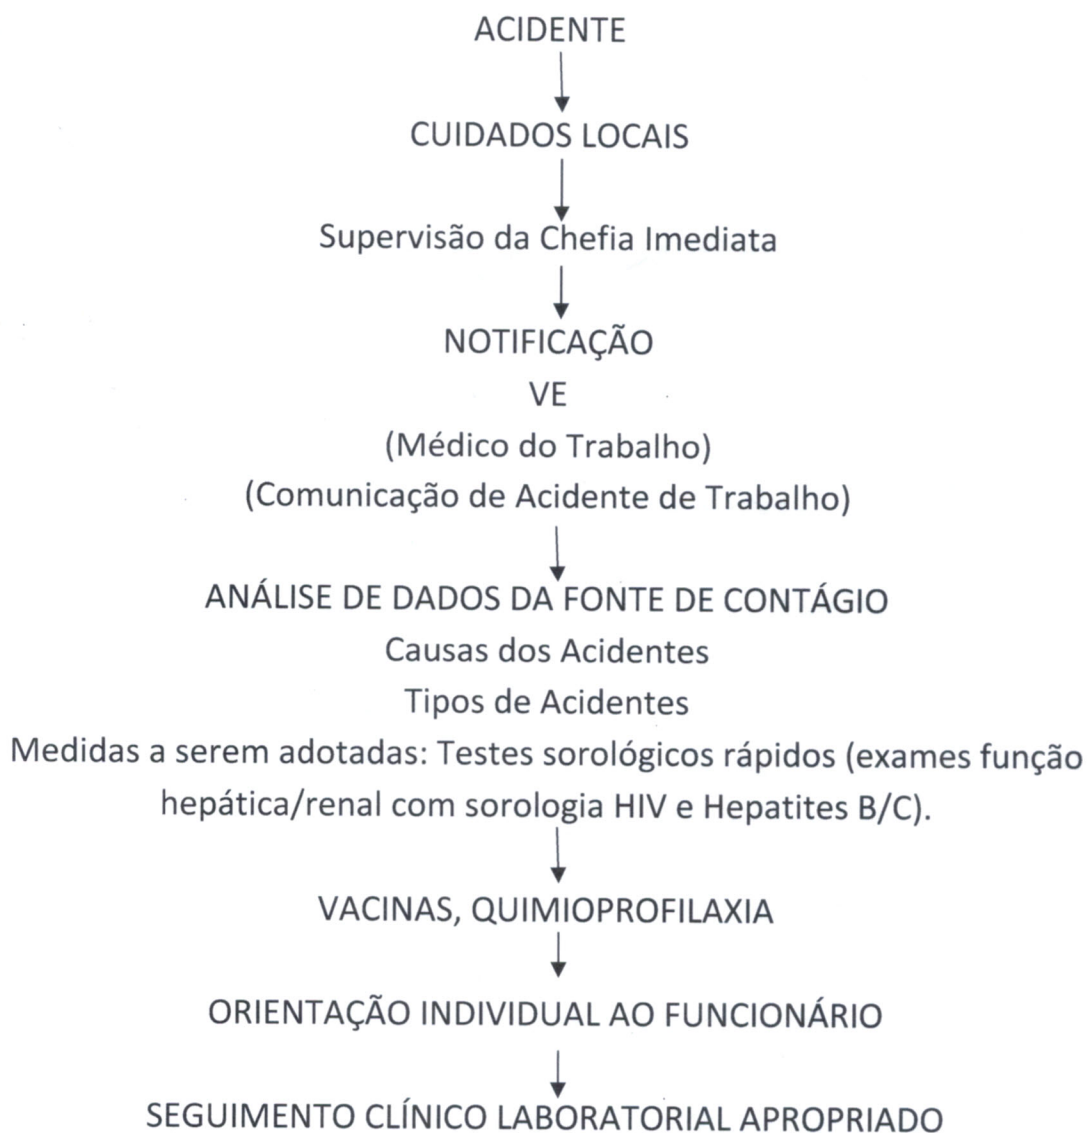 ACIDENTE
CUIDADOS LOCAIS
Supervisão da Chefia Imediata
NOTIFICAÇÃO
VE
(Médico do Trabalho)
(Comunicação de Acidente de Trabalho)
ANÁLISE DE DADOS DA FONTE DE CONTÁGIO
Causas dos Acidentes
Tipos de Acidentes
Medidas a serem adotadas: Testes sorológicos rápidos (exames função
hepática/renal com sorologia HIV e Hepatites B/C).
VACINAS, QUIMIOPROFILAXIA
ORIENTAÇÃO INDIVIDUAL AO FUNCIONÁRIO
SEGUIMENTO CLÍNICO LABORATORIAL APROPRIADO